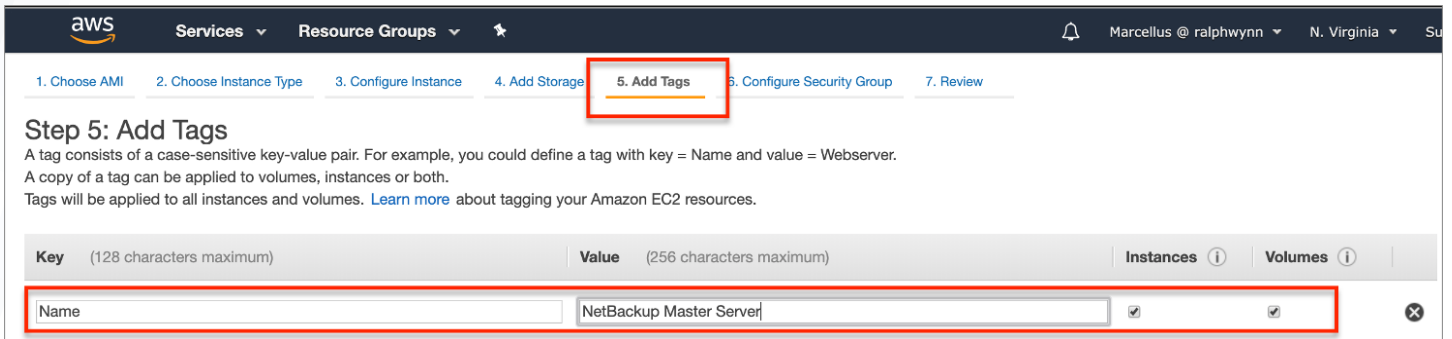 aws Services Resource Groups Marcellus @ ralphwynn N. Virginia Su
1. Choose AMI 2. Choose Instance Type 3. Configure Instance 4. Add Storage 5. Add Tags 6. Configure Security Group 7. Review
Step 5: Add Tags
A tag consists of a case-sensitive key-value pair. For example, you could define a tag with key = Name and value = Webserver.
A copy of a tag can be applied to volumes, instances or both.
Tags will be applied to all instances and volumes. Learn more about tagging your Amazon EC2 resources.
Key (128 characters maximum) Value (256 characters maximum) Instances i Volumes i
Name NetBackup Master Server